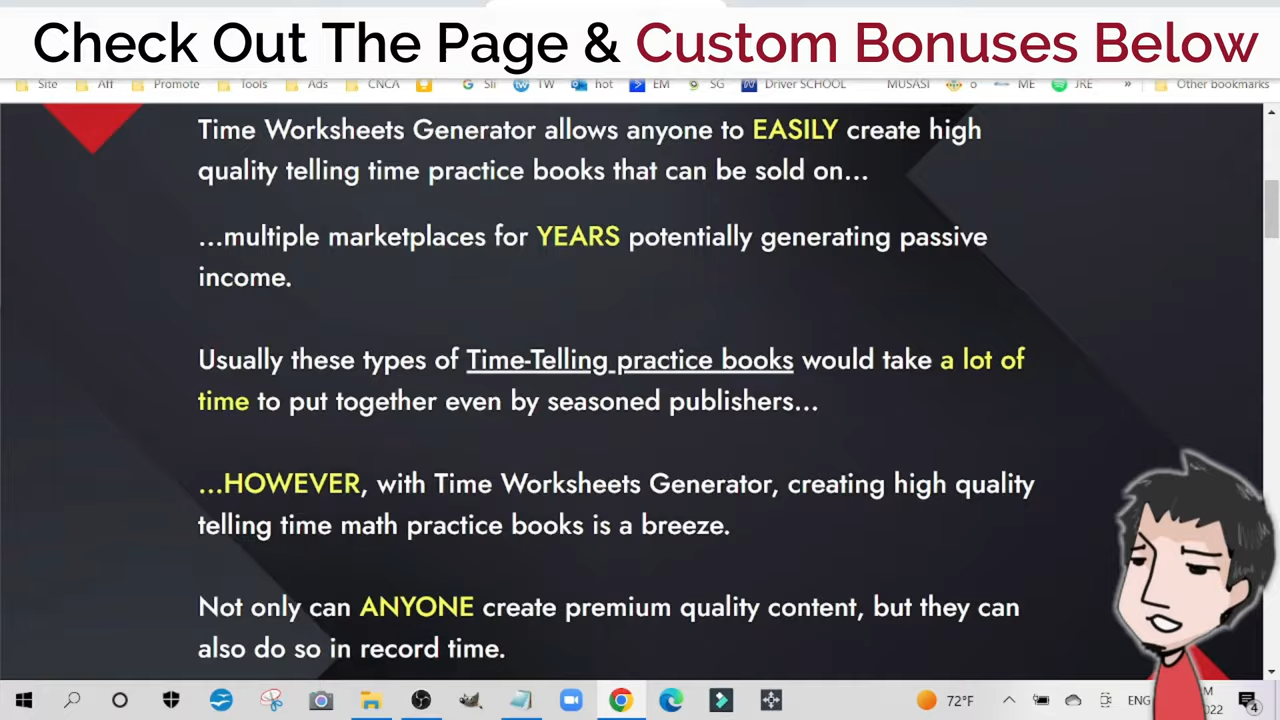 Check Out The Page & Custom Bonuses Below
Site Aff Promote Tools Ads CNCA Sli TW hot EM SG Driver SCHOOL MUSASI o ME JRE » Other bookmarks
Time Worksheets Generator allows anyone to EASILY create high
quality telling time practice books that can be sold on...
...multiple marketplaces for YEARS potentially generating passive
income.
Usually these types of Time-Telling practice books would take a lot of
time to put together even by seasoned publishers...
...HOWEVER, with Time Worksheets Generator, creating high quality
telling time math practice books is a breeze.
Not only can ANYONE create premium quality content, but they can
also do so in record time.
72°F ENG
4